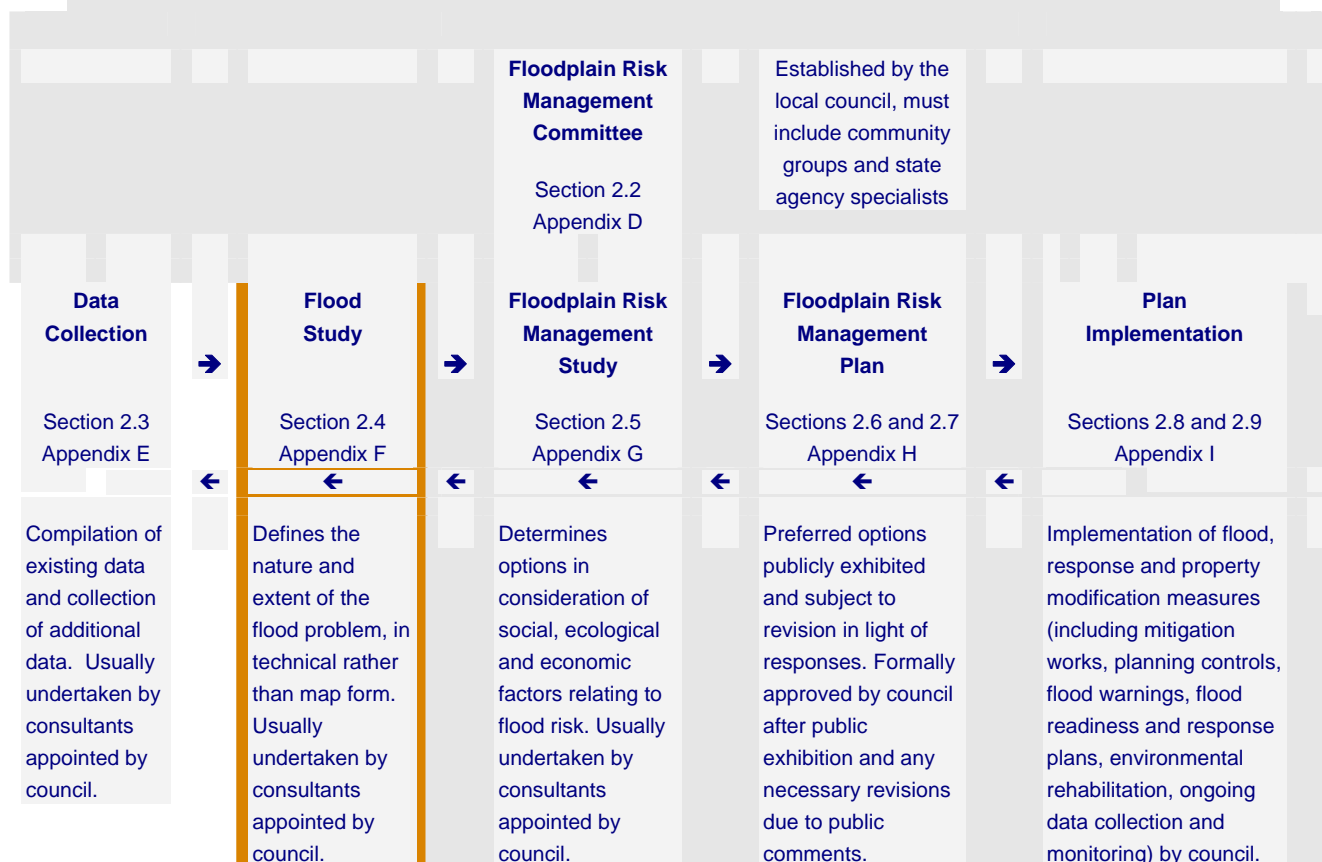 Floodplain Risk
Management
Committee
Section 2.2
Appendix D
Established by the
local council, must
include community
groups and state
agency specialists
Data
Collection
Section 2.3
Appendix E
➔
Flood
Study
Section 2.4
Appendix F
➔
Floodplain Risk
Management
Study
Section 2.5
Appendix G
➔
Floodplain Risk
Management
Plan
Sections 2.6 and 2.7
Appendix H
➔
Plan
Implementation
Sections 2.8 and 2.9
Appendix I
← ← ← ← ← ← ←
Compilation of
existing data
and collection
of additional
data. Usually
undertaken by
consultants
appointed by
council.
Defines the
nature and
extent of the
flood problem, in
technical rather
than map form.
Usually
undertaken by
consultants
appointed by
council.
Determines
options in
consideration of
social, ecological
and economic
factors relating to
flood risk. Usually
undertaken by
consultants
appointed by
council.
Preferred options
publicly exhibited
and subject to
revision in light of
responses. Formally
approved by council
after public
exhibition and any
necessary revisions
due to public
comments.
Implementation of flood,
response and property
modification measures
(including mitigation
works, planning controls,
flood warnings, flood
readiness and response
plans, environmental
rehabilitation, ongoing
data collection and
monitoring) by council.